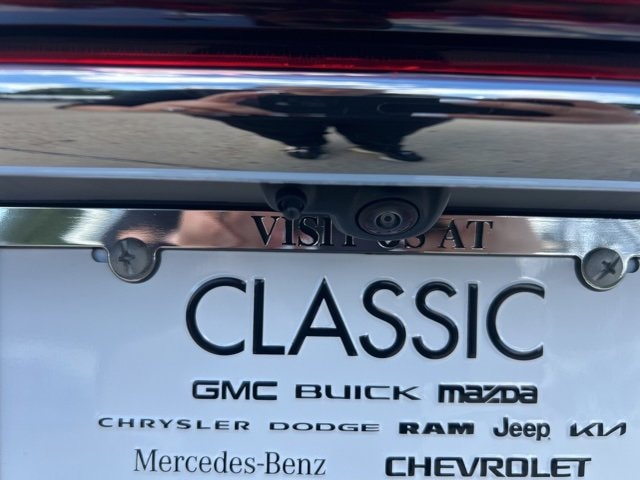 VISIT US AT
CLASSIC
GMC BUICK mazda
CHRYSLER DODGE RAM Jeep KIA
Mercedes-Benz CHEVROLET